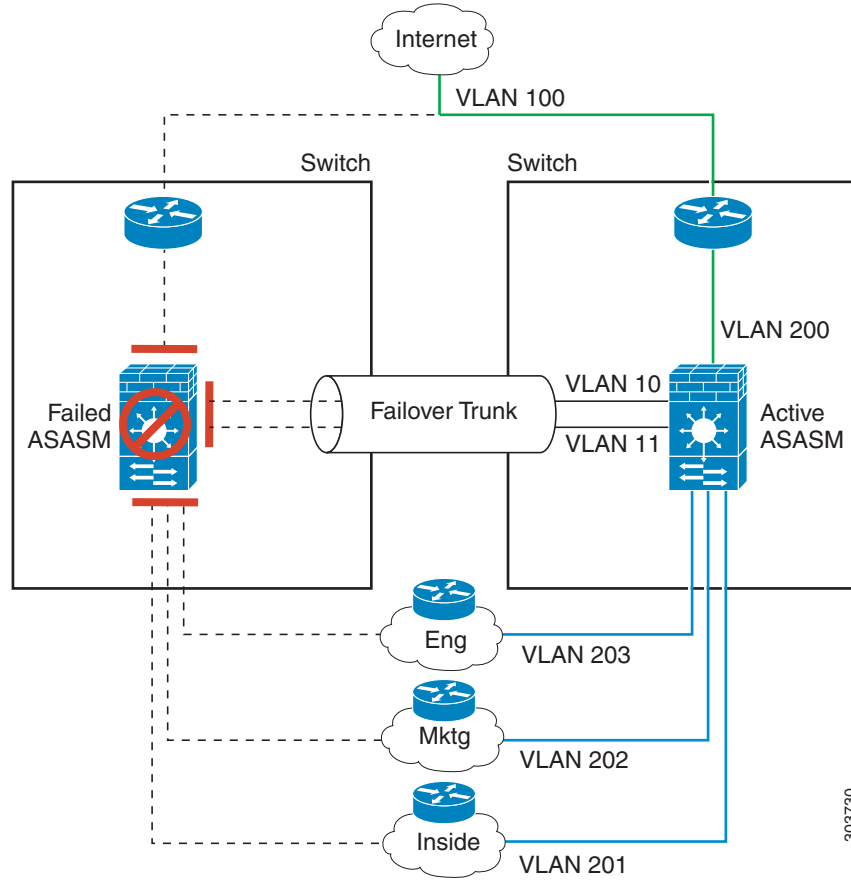 Internet
VLAN 100
Switch
Switch
VLAN 200
VLAN 10
Failed
ASASM
Failover Trunk
Active
ASASM
VLAN 11
Eng
VLAN 203
Mktg
VLAN 202
Inside
VLAN 201
303730